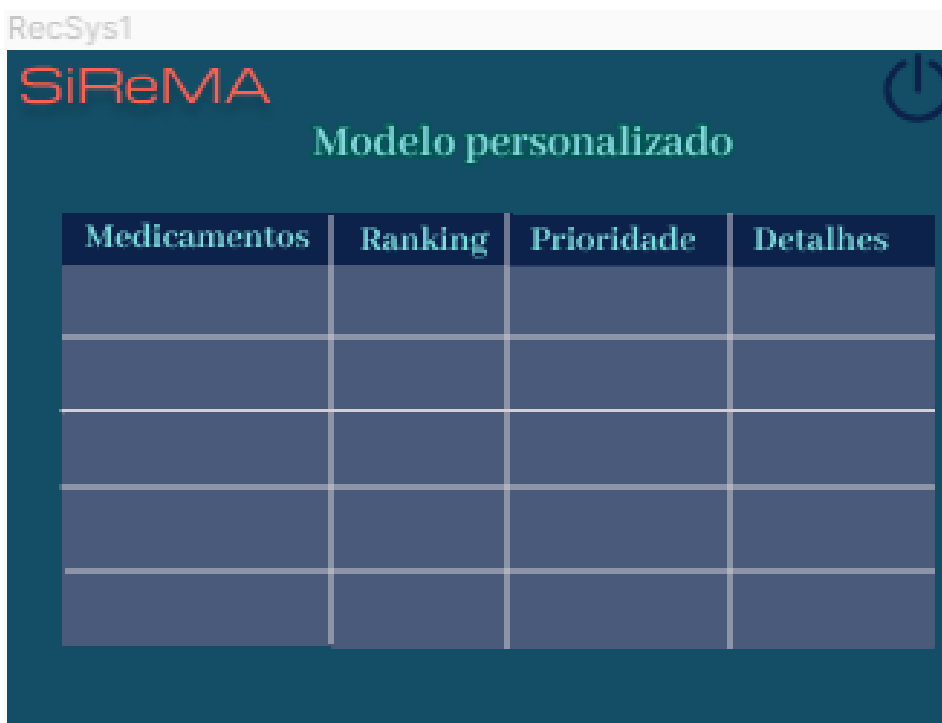 RecSys1
SiReMA
Modelo personalizado
Medicamentos Ranking Prioridade Detalhes